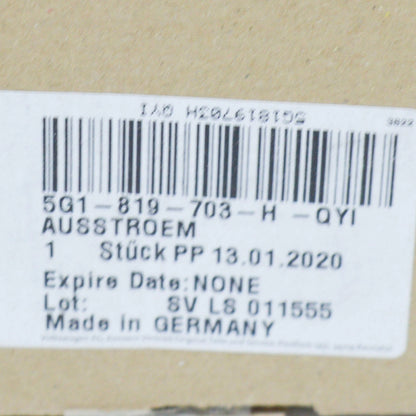 5G1819703H QYI
3622
5G1-819-703-H -QYI
AUSSTROEM
1 Stück PP 13.01.2020
Expire Date:NONE
Lot: SV LS 011555
Made in GERMANY